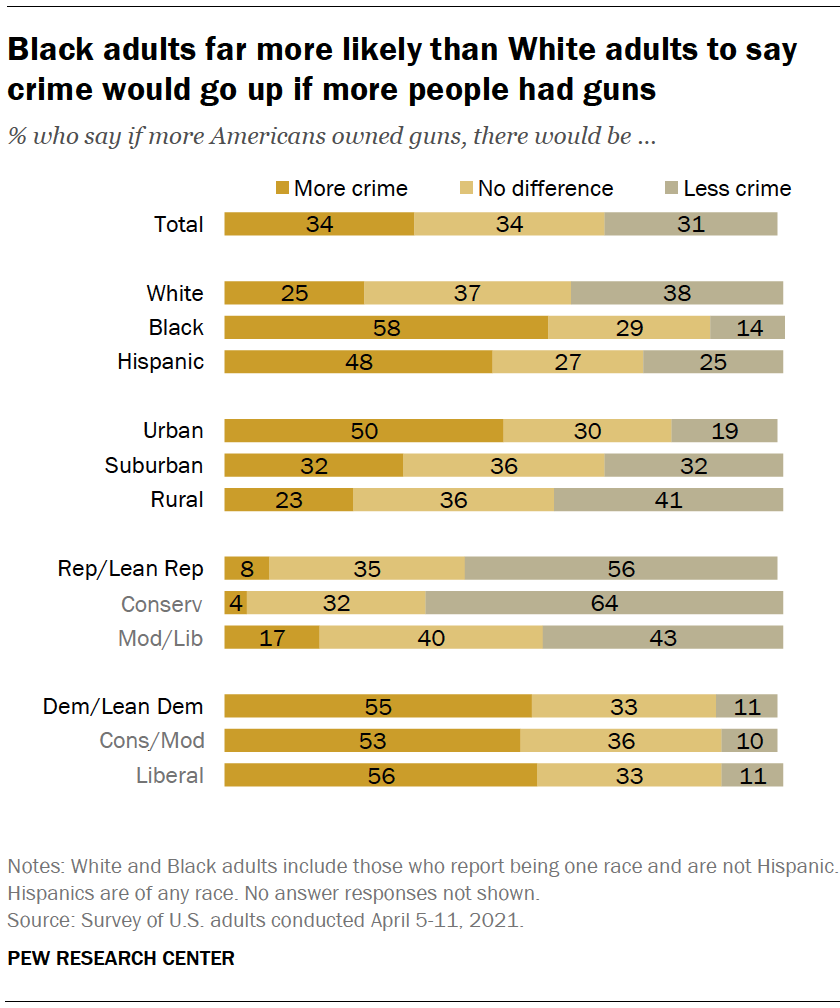 Black adults far more likely than White adults to say
crime would go up if more people had guns
% who say if more Americans owned guns, there would be ...
More crime No difference Less crime
Total 34 34 31
White 25 37 38
Black 58 29 14
Hispanic 48 27 25
Urban 50 30 19
Suburban 32 36 32
Rural 23 36 41
Rep/Lean Rep 8 35 56
Conserv 4 32 64
Mod/Lib 17 40 43
Dem/Lean Dem 55 33 11
Cons/Mod 53 36 10
Liberal 56 33 11
Notes: White and Black adults include those who report being one race and are not Hispanic.
Hispanics are of any race. No answer responses not shown.
Source: Survey of U.S. adults conducted April 5-11, 2021.
PEW RESEARCH CENTER